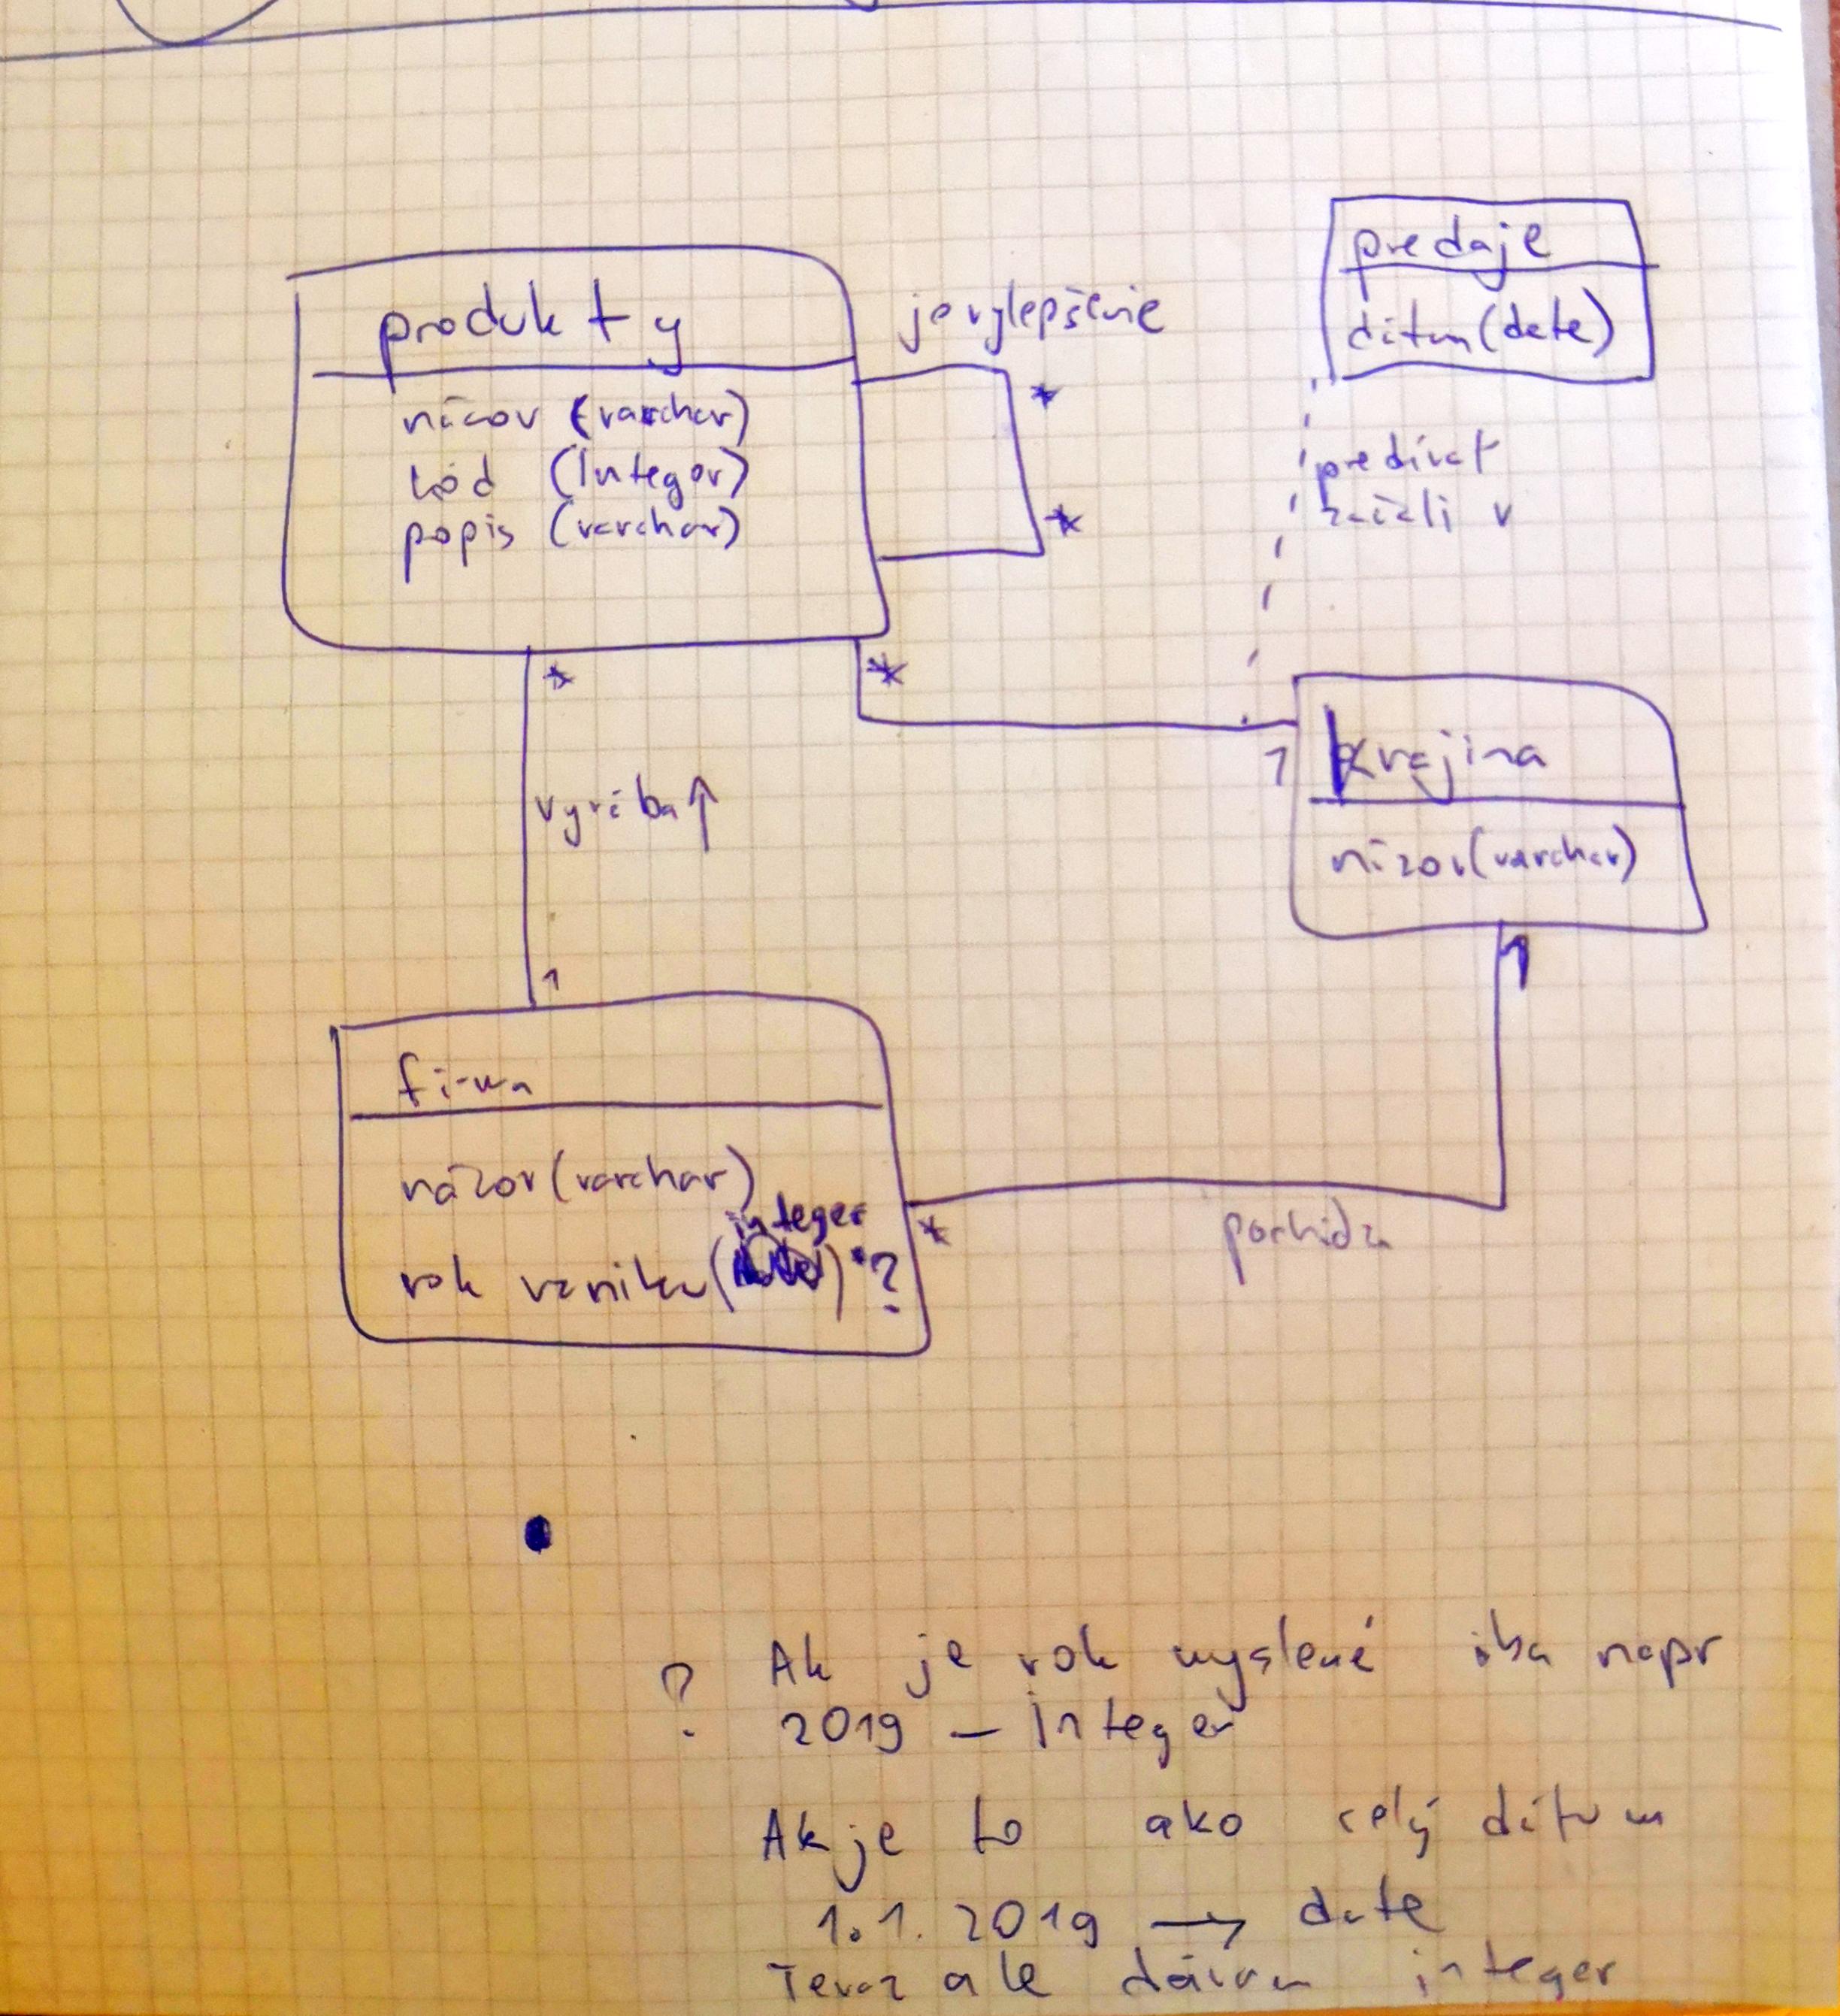 produkty
názov (varchar)
kód (Integer)
popis (varchar)
je vylepšenie
*
*
predaje
dátum (date)
predávať
začali v
*
*
1
krajina
názov (varchar)
1
vyrába ↑
1
firma
názov (varchar)
integer
rok vzniku ( ) * ?
*
pochádza
? Ak je rok myslené iba napr
2019 – integer
Ak je to ako celý dátum
1.1.2019 → date
Teraz ale dávam integer